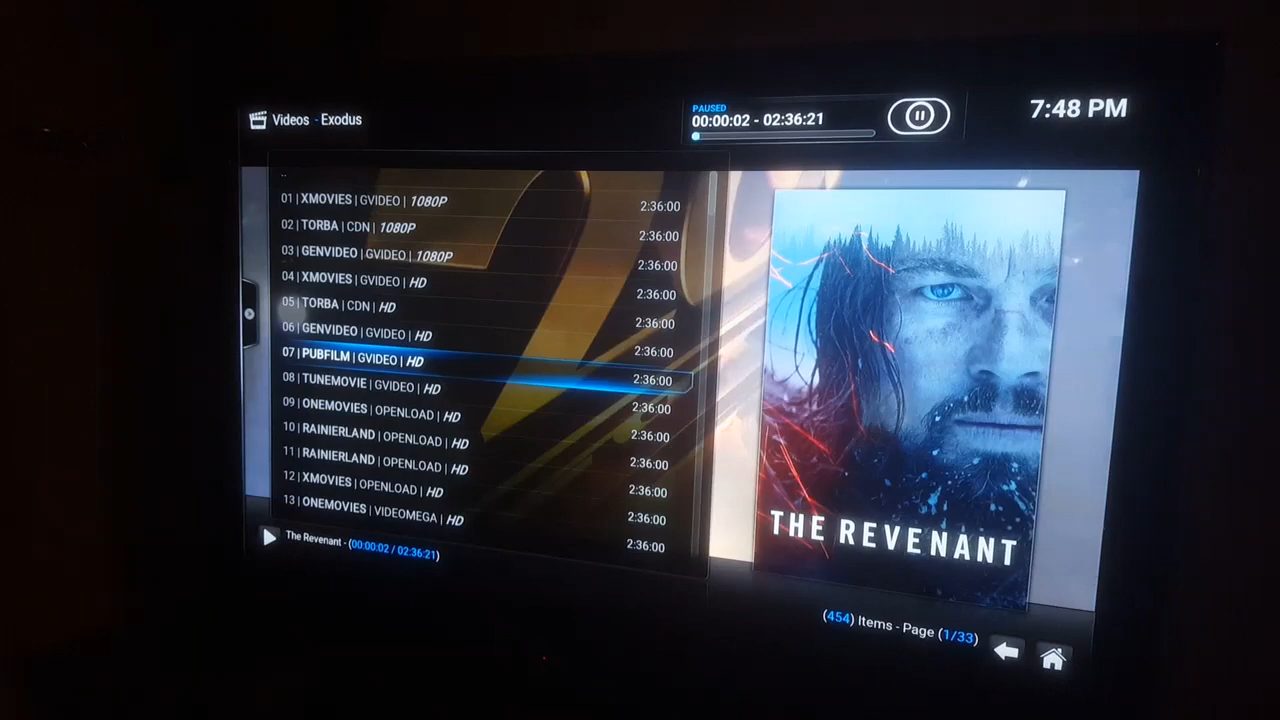 Videos - Exodus
PAUSED
00:00:02 - 02:36:21
7:48 PM
..
01 | XMOVIES | GVIDEO | 1080P 2:36:00
02 | TORBA | CDN | 1080P 2:36:00
03 | GENVIDEO | GVIDEO | 1080P 2:36:00
04 | XMOVIES | GVIDEO | HD 2:36:00
05 | TORBA | CDN | HD 2:36:00
06 | GENVIDEO | GVIDEO | HD 2:36:00
07 | PUBFILM | GVIDEO | HD 2:36:00
08 | TUNEMOVIE | GVIDEO | HD 2:36:00
09 | ONEMOVIES | OPENLOAD | HD 2:36:00
10 | RAINIERLAND | OPENLOAD | HD 2:36:00
11 | RAINIERLAND | OPENLOAD | HD 2:36:00
12 | XMOVIES | OPENLOAD | HD 2:36:00
13 | ONEMOVIES | VIDEOMEGA | HD 2:36:00
THE REVENANT
The Revenant - (00:00:02 / 02:36:21)
(454) Items - Page (1/33)